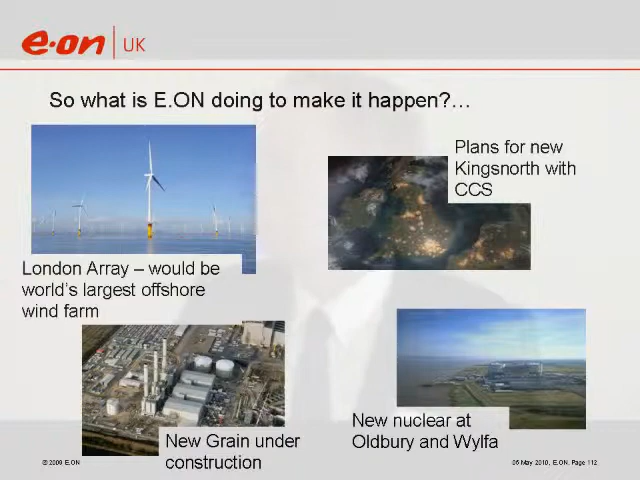 e·on UK
So what is E.ON doing to make it happen?…
Plans for new
Kingsnorth with
CCS
London Array – would be
world's largest offshore
wind farm
New nuclear at
Oldbury and Wylfa
New Grain under
construction
© 2009 E.ON
06 May 2010, E.ON, Page 112